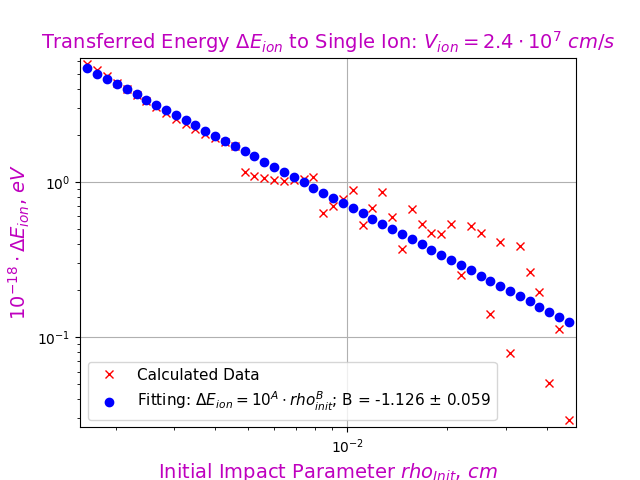 Transferred Energy ΔE_ion to Single Ion: V_ion = 2.4 · 10^7 cm/s
10^−18 · ΔE_ion, eV
10^0
10^−1
Calculated Data
Fitting: ΔE_ion = 10^A · rho_init^B; B = -1.126 ± 0.059
10^−2
Initial Impact Parameter rho_Init, cm